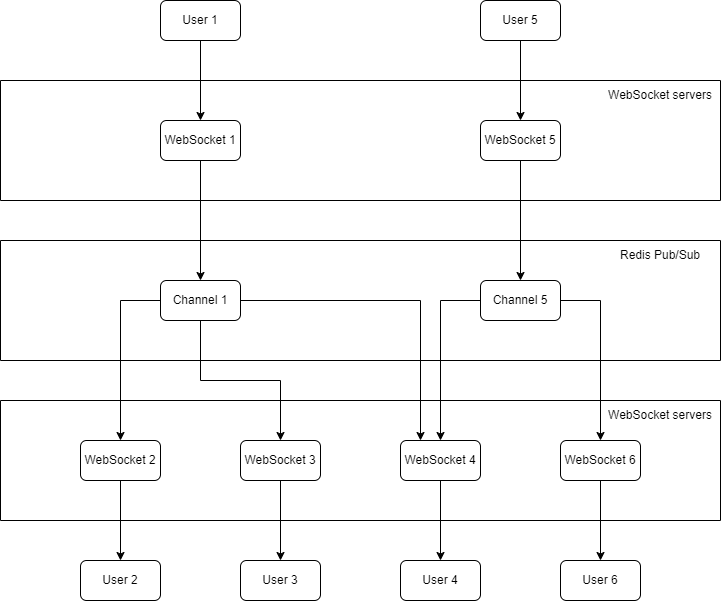 User 1
User 5
WebSocket servers
WebSocket 1
WebSocket 5
Redis Pub/Sub
Channel 1
Channel 5
WebSocket servers
WebSocket 2
WebSocket 3
WebSocket 4
WebSocket 6
User 2
User 3
User 4
User 6